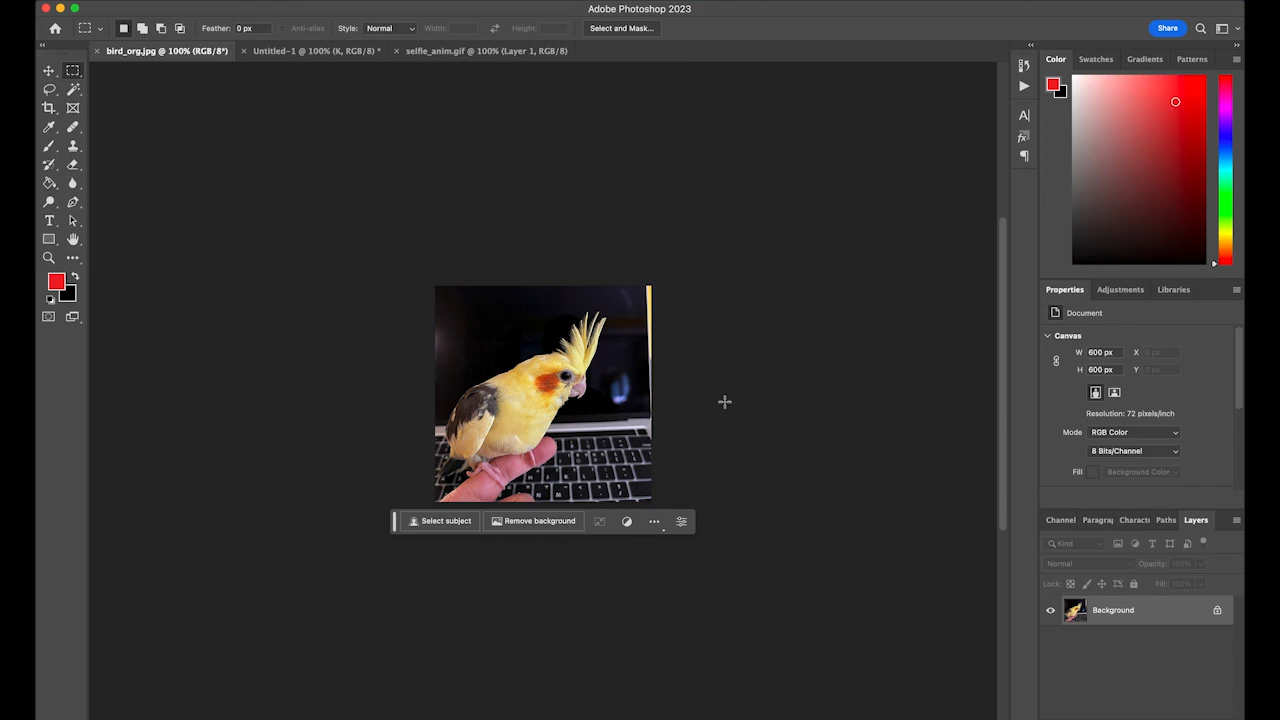 Adobe Photoshop 2023
Feather: 0 px Anti-alias Style: Normal Width: Height: Select and Mask... Share
bird_org.jpg @ 100% (RGB/8*) Untitled-1 @ 100% (K, RGB/8) * selfie_anim.gif @ 100% (Layer 1, RGB/8)
Color Swatches Gradients Patterns
Properties Adjustments Libraries
Document
Canvas
W 600 px X 0 px
H 600 px Y 0 px
Resolution: 72 pixels/inch
Mode RGB Color
8 Bits/Channel
Fill Background Color
Select subject Remove background
Channel Paragra Characte Paths Layers
Kind
Normal Opacity: 100%
Lock: Fill: 100%
Background